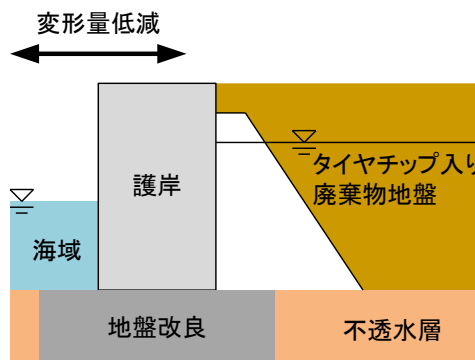 変形量低減
護岸
タイヤチップ入り
廃棄物地盤
海域
地盤改良
不透水層